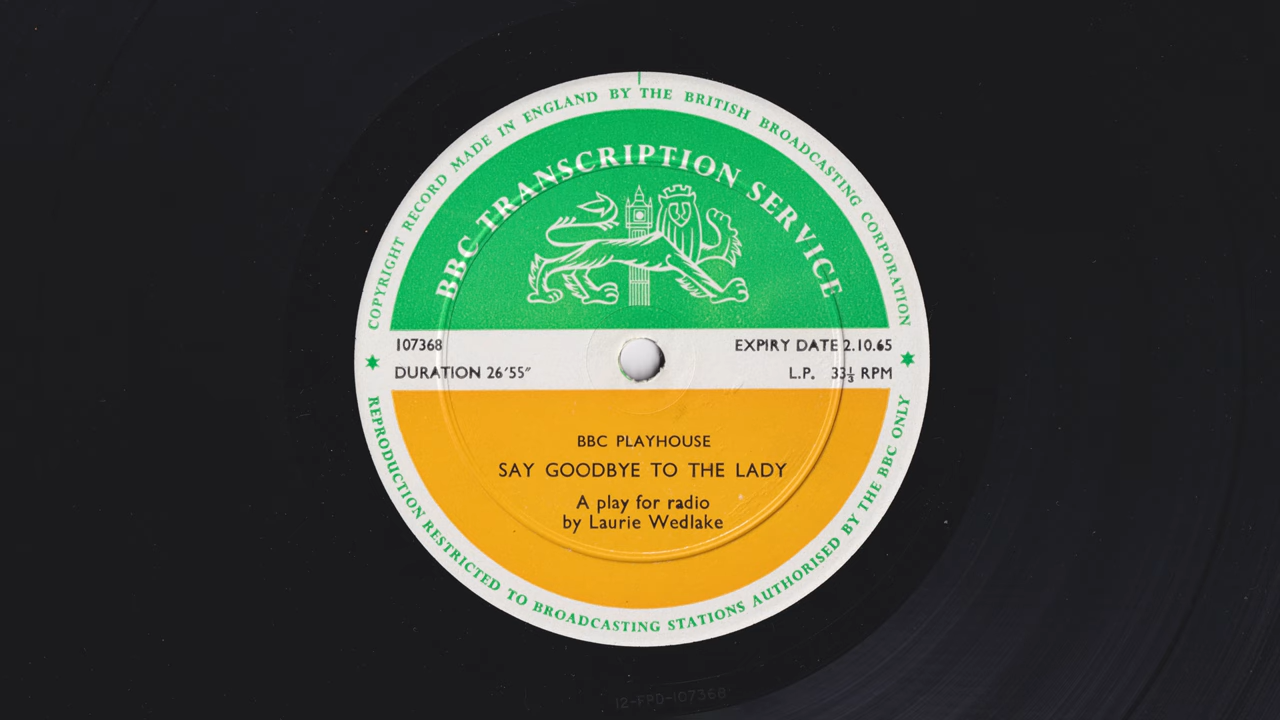 COPYRIGHT RECORD MADE IN ENGLAND BY THE BRITISH BROADCASTING CORPORATION
BBC TRANSCRIPTION SERVICE
107368
EXPIRY DATE 2.10.65
DURATION 26′55″
L.P. 33⅓ RPM
BBC PLAYHOUSE
SAY GOODBYE TO THE LADY
A play for radio
by Laurie Wedlake
REPRODUCTION RESTRICTED TO BROADCASTING STATIONS AUTHORISED BY THE BBC ONLY
12-FPD-107368